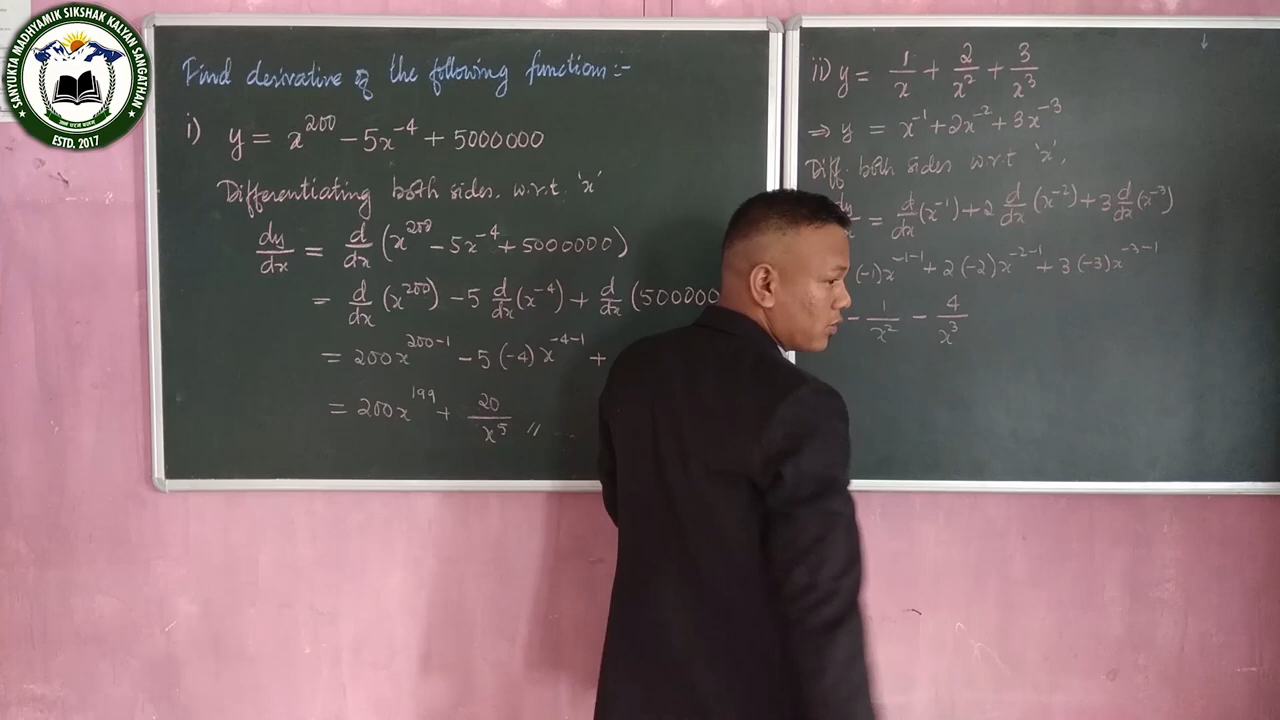 SANYUKTA MADHYAMIK SIKSHAK KALYAN SANGATHAN
ESTD. 2017
Find derivative of the following functions:-
i) y = x^200 - 5x^-4 + 5000000
Differentiating both sides. w.r.t. 'x'
dy/dx = d/dx (x^200 - 5x^-4 + 5000000)
= d/dx (x^200) - 5 d/dx (x^-4) + d/dx (500000
= 200x^200-1 - 5(-4)x^-4-1 +
= 200x^199 + 20/x^5 //
ii) y = 1/x + 2/x^2 + 3/x^3
⇒ y = x^-1 + 2x^-2 + 3x^-3
Diff. both sides w.r.t 'x',
dy/x = d/dx (x^-1) + 2 d/dx (x^-2) + 3 d/dx (x^-3)
(-1)x^-1-1 + 2(-2)x^-2-1 + 3(-3)x^-3-1
- 1/x^2 - 4/x^3